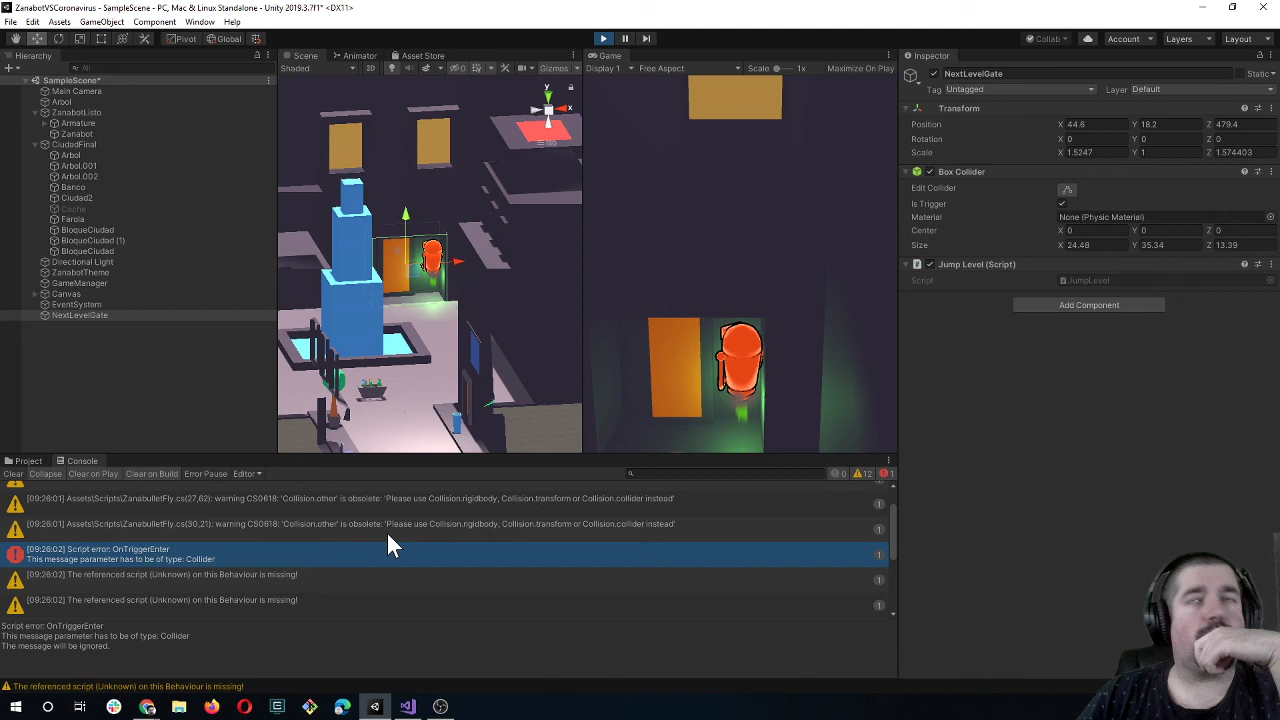 ZanabotVSCoronavirus - SampleScene - PC, Mac & Linux Standalone - Unity 2019.3.7f1* <DX11>
File Edit Assets GameObject Component Window Help
Pivot Global Collab Account Layers Layout
Hierarchy Scene Animator Asset Store Game Inspector
All Shaded 2D 0 Gizmos Display 1 Free Aspect Scale 1x Maximize On Play NextLevelGate Static
SampleScene*
Main Camera
Arbol
ZanabotListo
Armature
Zanabot
CiudadFinal
Arbol
Arbol.001
Arbol.002
Banco
Ciudad2
Coche
Farola
BloqueCiudad
BloqueCiudad (1)
BloqueCiudad
Directional Light
ZanabotTheme
GameManager
Canvas
EventSystem
NextLevelGate
y
x
Iso
Tag Untagged Layer Default
Transform
Position X 44.6 Y 18.2 Z 479.4
Rotation X 0 Y 0 Z 0
Scale X 1.5247 Y 1 Z 1.574403
Box Collider
Edit Collider
Is Trigger
Material None (Physic Material)
Center X 0 Y 0 Z 0
Size X 24.48 Y 35.34 Z 13.39
Jump Level (Script)
Script JumpLevel
Add Component
Project Console
Clear Collapse Clear on Play Clear on Build Error Pause Editor 0 12 1
[09:26:01] Assets\Scripts\ZanabulletFly.cs(27,62): warning CS0618: 'Collision.other' is obsolete: 'Please use Collision.rigidbody, Collision.transform or Collision.collider instead' 1
[09:26:01] Assets\Scripts\ZanabulletFly.cs(30,21): warning CS0618: 'Collision.other' is obsolete: 'Please use Collision.rigidbody, Collision.transform or Collision.collider instead' 1
[09:26:02] Script error: OnTriggerEnter
This message parameter has to be of type: Collider 1
[09:26:02] The referenced script (Unknown) on this Behaviour is missing! 1
[09:26:02] The referenced script (Unknown) on this Behaviour is missing! 1
Script error: OnTriggerEnter
This message parameter has to be of type: Collider
The message will be ignored.
The referenced script (Unknown) on this Behaviour is missing!